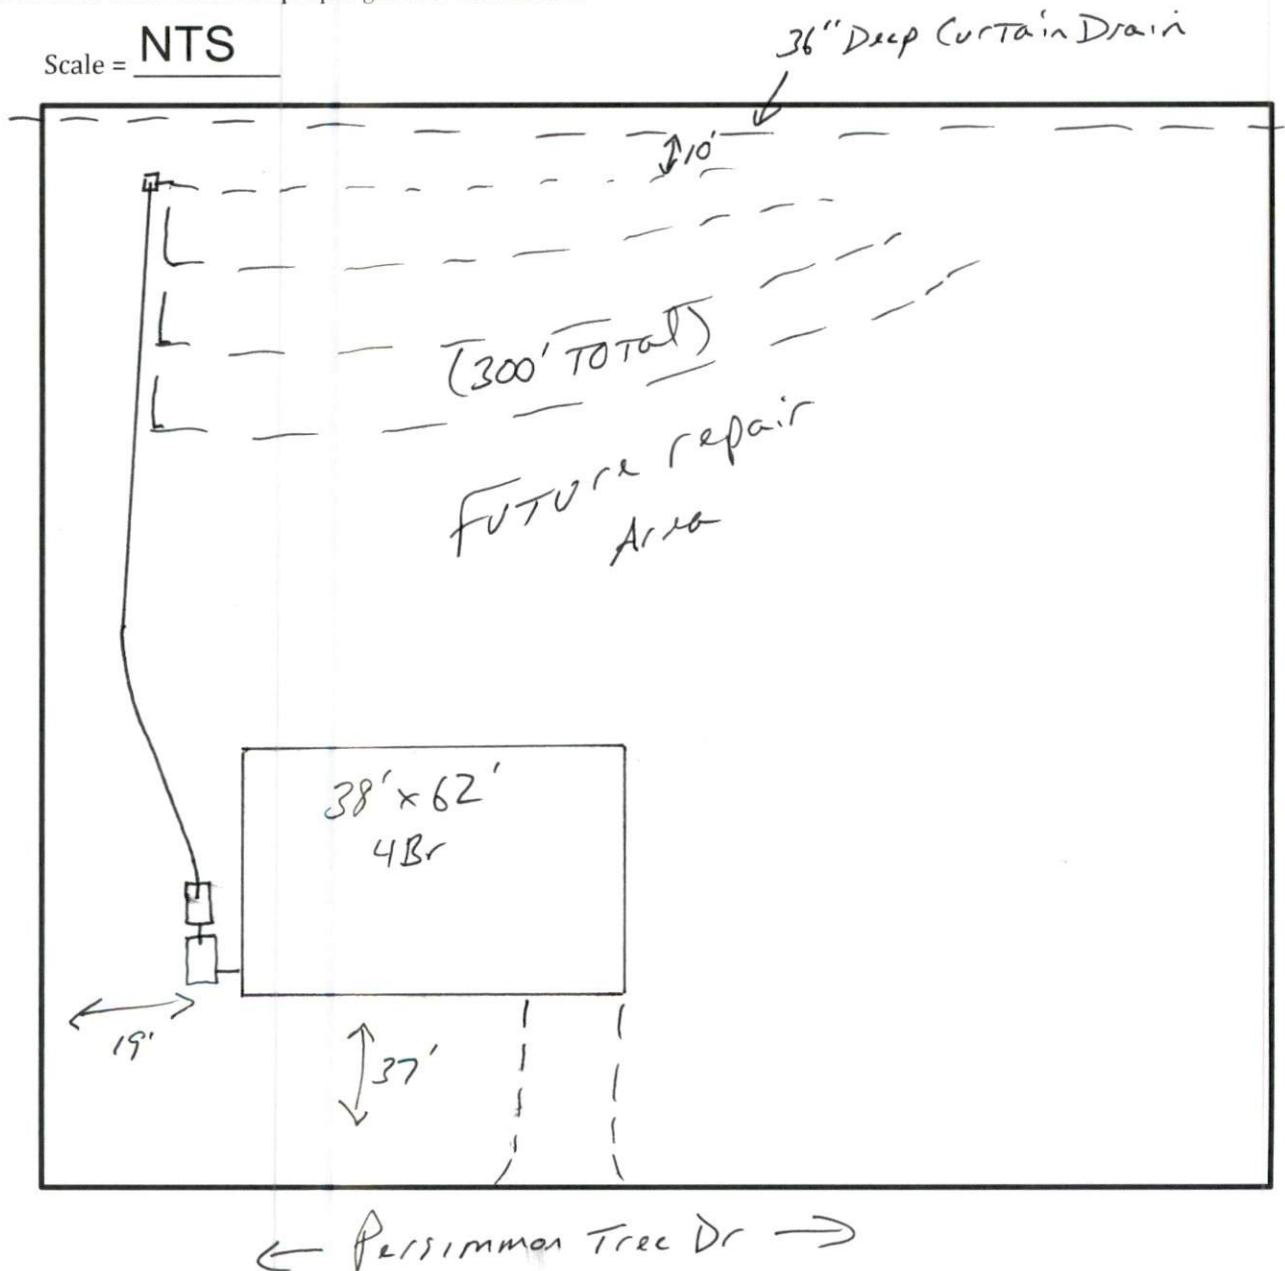 Scale = NTS
36" Deep Curtain Drain
10'
(300' Total)
Future repair
Area
38' x 62'
4Br
19'
37'
← Persimmon Tree Dr →